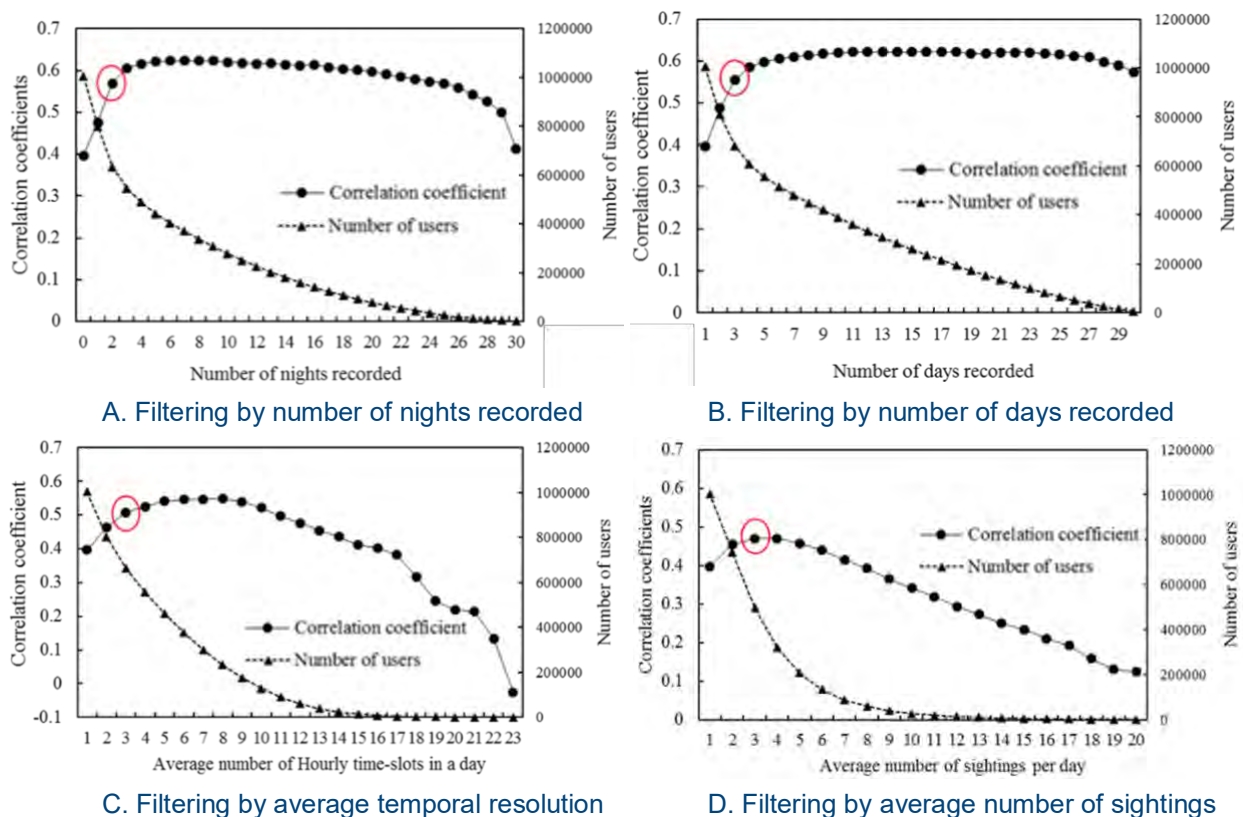 0.7
0.6
0.5
0.4
0.3
0.2
0.1
0
Correlation coefficients
1200000
1000000
800000
600000
400000
200000
0
Number of users
Correlation coefficient
Number of users
0 2 4 6 8 10 12 14 16 18 20 22 24 26 28 30
Number of nights recorded
A. Filtering by number of nights recorded
0.7
0.6
0.5
0.4
0.3
0.2
0.1
0
Correlation coefficients
1200000
1000000
800000
600000
400000
200000
0
Number of users
Correlation coefficient
Number of users
1 3 5 7 9 11 13 15 17 19 21 23 25 27 29
Number of days recorded
B. Filtering by number of days recorded
0.7
0.6
0.5
0.4
0.3
0.2
0.1
0
-0.1
Correlation coefficient
1200000
1000000
800000
600000
400000
200000
0
Number of users
Correlation coefficient
Number of users
1 2 3 4 5 6 7 8 9 10 11 12 13 14 15 16 17 18 19 20 21 22 23
Average number of Hourly time-slots in a day
C. Filtering by average temporal resolution
0.7
0.6
0.5
0.4
0.3
0.2
0.1
0
Correlation coefficients
1200000
1000000
800000
600000
400000
200000
0
Number of users
Correlation coefficient
Number of users
1 2 3 4 5 6 7 8 9 10 11 12 13 14 15 16 17 18 19 20
Average number of sightings per day
D. Filtering by average number of sightings